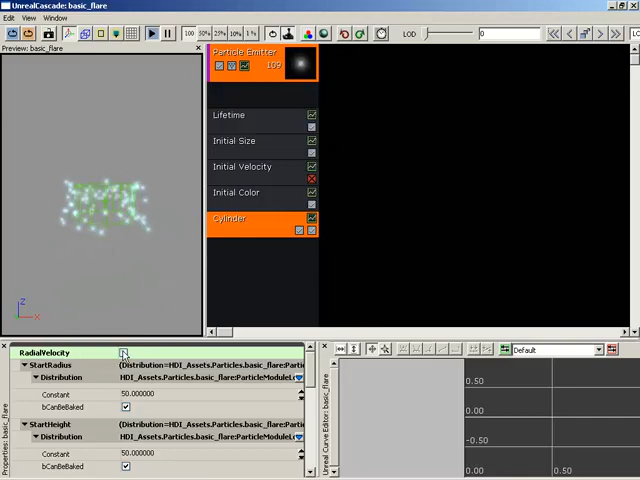 UnrealCascade: basic_flare
Edit View Window
100 50% 25% 10% 1% LOD 0 LO
Preview: basic_flare
Particle Emitter
109
Lifetime
Initial Size
Initial Velocity
Initial Color
Cylinder
Z
X
RadialVelocity
StartRadius (Distribution=HDI_Assets.Particles.basic_flare:Parti
Distribution HDI_Assets.Particles.basic_flare:ParticleModuleLo
Constant 50.000000
bCanBeBaked
StartHeight (Distribution=HDI_Assets.Particles.basic_flare:Parti
Distribution HDI_Assets.Particles.basic_flare:ParticleModuleLo
Constant 50.000000
bCanBeBaked
Properties: basic_flare
Unreal Curve Editor: basic_flare
Default
0.50
0.00
-0.50
0.00 0.50